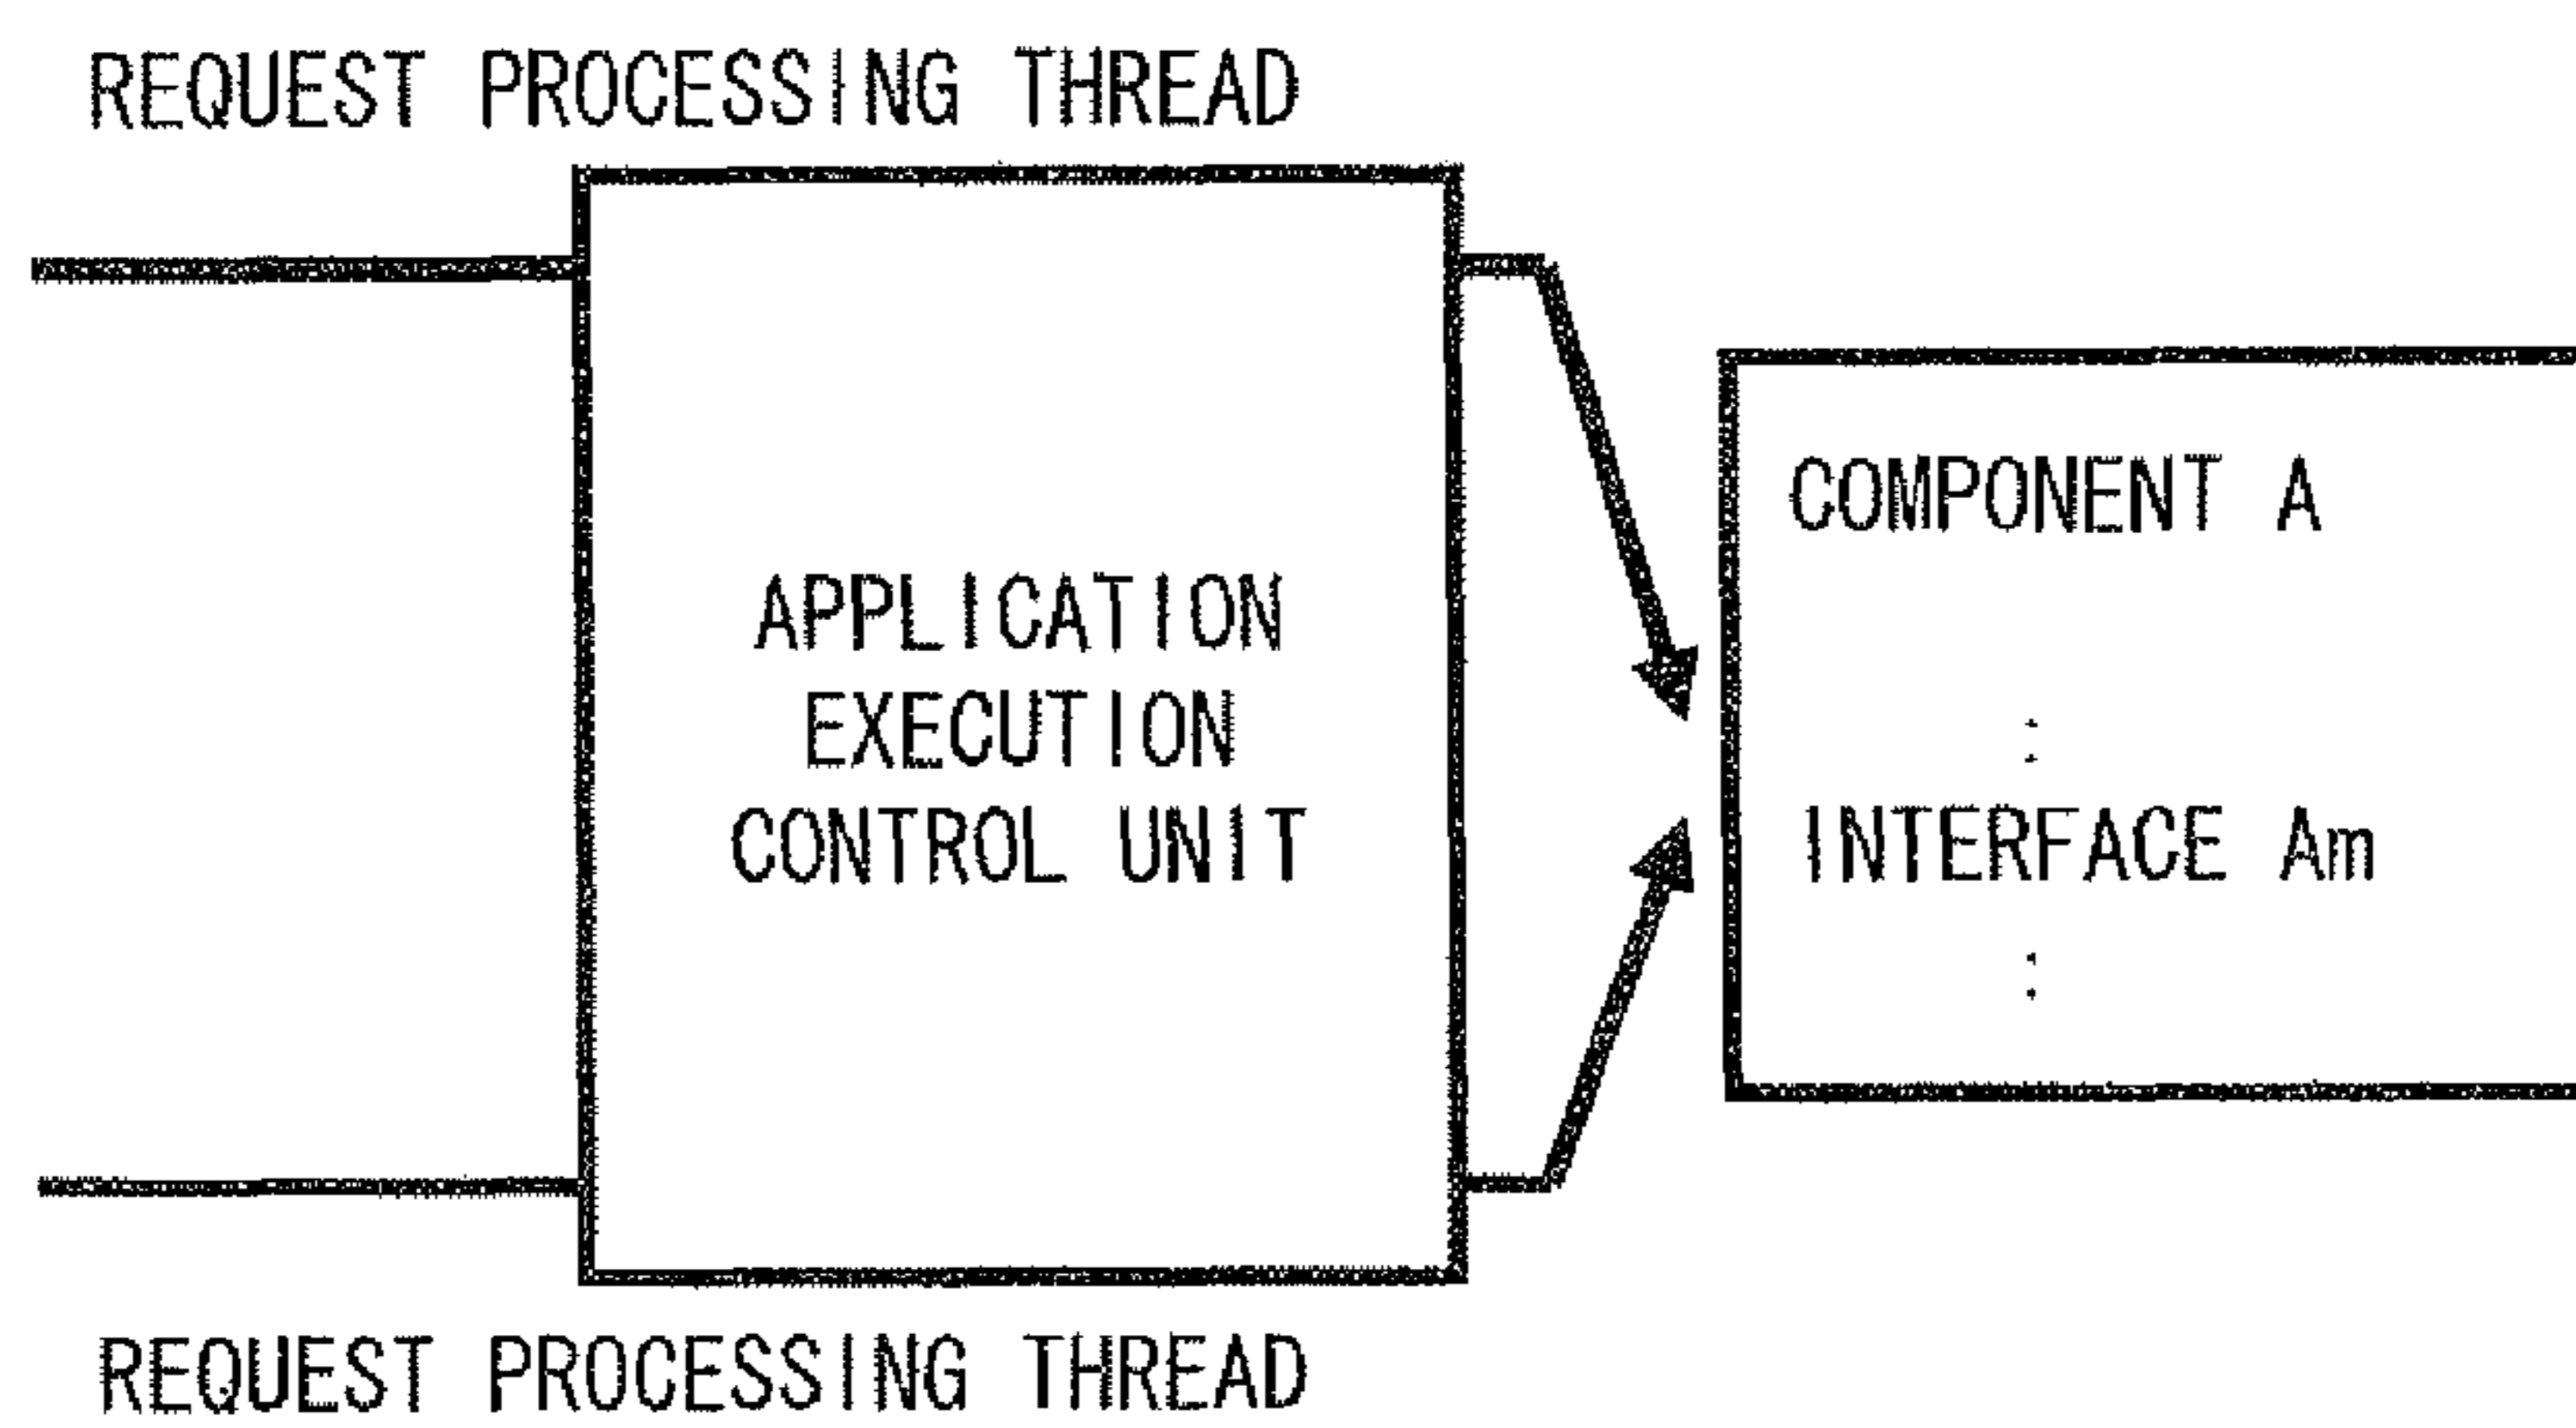 REQUEST PROCESSING THREAD
APPLICATION
EXECUTION
CONTROL UNIT
COMPONENT A
:
INTERFACE Am
:
REQUEST PROCESSING THREAD